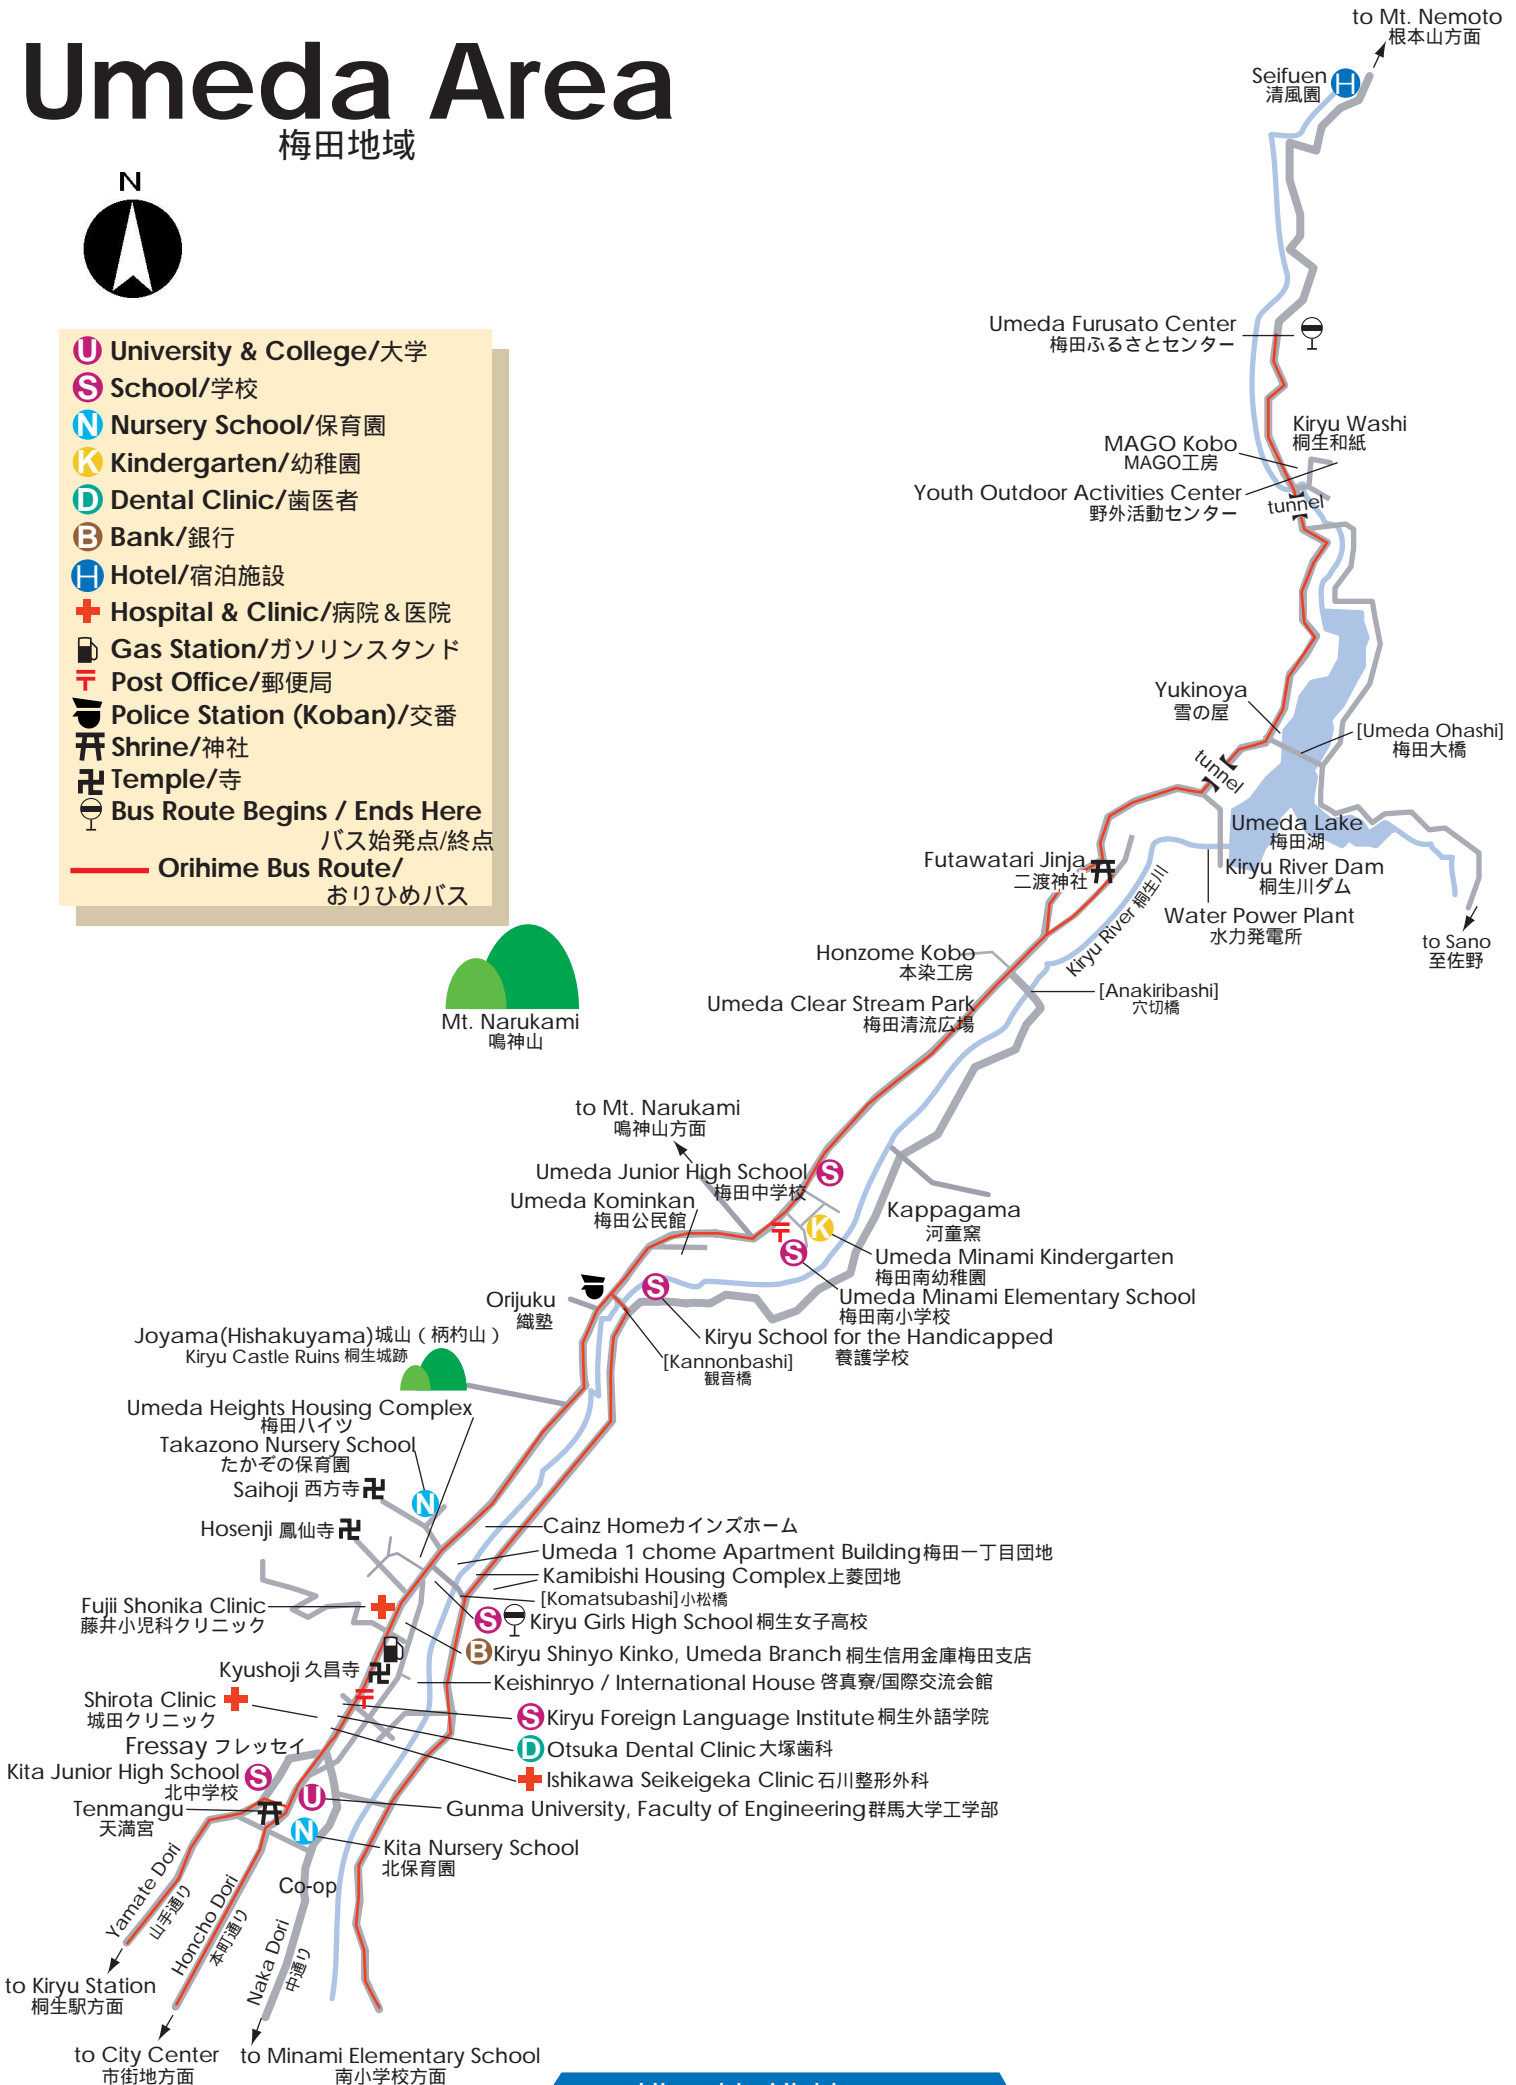 to Mt. Nemoto
根本山方面
Umeda Area
梅田地域
Seifuen
清風園
H
N
U University & College/大学
S School/学校
N Nursery School/保育園
K Kindergarten/幼稚園
D Dental Clinic/歯医者
B Bank/銀行
H Hotel/宿泊施設
Hospital & Clinic/病院＆医院
Gas Station/ガソリンスタンド
Post Office/郵便局
Police Station (Koban)/交番
Shrine/神社
Temple/寺
Bus Route Begins / Ends Here
バス始発点/終点
Orihime Bus Route/
おりひめバス
Umeda Furusato Center
梅田ふるさとセンター
Kiryu Washi
桐生和紙
MAGO Kobo
MAGO工房
Youth Outdoor Activities Center
野外活動センター
tunnel
Yukinoya
雪の屋
[Umeda Ohashi]
梅田大橋
tunnel
Umeda Lake
梅田湖
Kiryu River Dam
桐生川ダム
Futawatari Jinja
二渡神社
Kiryu River 桐生川
Water Power Plant
水力発電所
to Sano
至佐野
Honzome Kobo
本染工房
[Anakiribashi]
穴切橋
Umeda Clear Stream Park
梅田清流広場
Mt. Narukami
鳴神山
to Mt. Narukami
鳴神山方面
Umeda Junior High School S
梅田中学校
Umeda Kominkan
梅田公民館
Kappagama
河童窯
K
S
Umeda Minami Kindergarten
梅田南幼稚園
Umeda Minami Elementary School
梅田南小学校
S
Orijuku
織塾
Kiryu School for the Handicapped
養護学校
[Kannonbashi]
観音橋
Joyama(Hishakuyama)城山（柄杓山）
Kiryu Castle Ruins 桐生城跡
Umeda Heights Housing Complex
梅田ハイツ
Takazono Nursery School
たかぞの保育園
Saihoji 西方寺
N
Hosenji 鳳仙寺
Cainz Homeカインズホーム
Umeda 1 chome Apartment Building梅田一丁目団地
Kamibishi Housing Complex上菱団地
[Komatsubashi]小松橋
Fujii Shonika Clinic
藤井小児科クリニック
S Kiryu Girls High School 桐生女子高校
B Kiryu Shinyo Kinko, Umeda Branch 桐生信用金庫梅田支店
Kyushoji 久昌寺
Keishinryo / International House 啓真寮/国際交流会館
Shirota Clinic
城田クリニック
S Kiryu Foreign Language Institute 桐生外語学院
D Otsuka Dental Clinic 大塚歯科
Fressay フレッセイ
Ishikawa Seikeigeka Clinic 石川整形外科
Kita Junior High School S
北中学校
U
Gunma University, Faculty of Engineering群馬大学工学部
Tenmangu
天満宮
N
Kita Nursery School
北保育園
Co-op
Yamate Dori
山手通り
Honcho Dori
本町通り
Naka Dori
中通り
to Kiryu Station
桐生駅方面
to City Center
市街地方面
to Minami Elementary School
南小学校方面